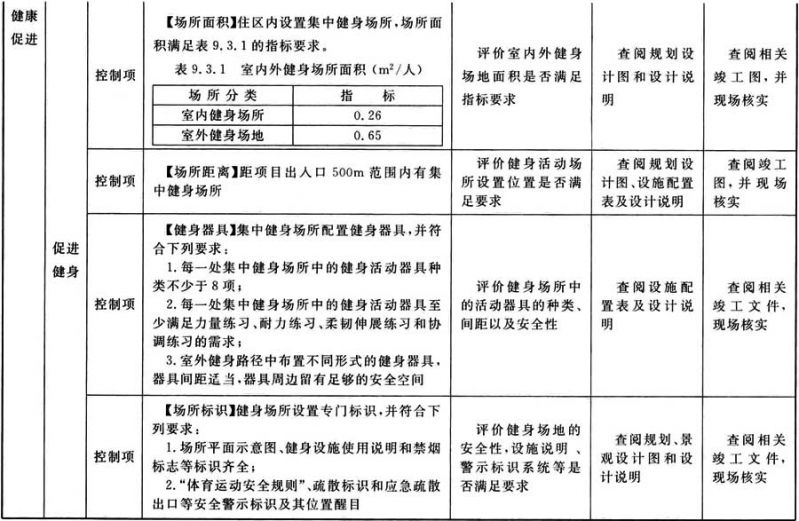 健康
促进
促进
健身
控制项
【场所面积】住区内设置集中健身场所,场所面
积满足表 9.3.1 的指标要求。
表 9.3.1 室内外健身场所面积(m²/人)
场所分类
指标
室内健身场所
0.26
室外健身场地
0.65
评价室内外健身
场地面积是否满足
指标要求
查阅规划设
计图和设计说
明
查阅相关
竣工图,并
现场核实
控制项
【场所距离】距项目出入口 500m 范围内有集
中健身场所
评价健身活动场
所设置位置是否满
足要求
查阅规划设
计图、设施配置
表及设计说明
查阅竣工
图,并现场
核实
控制项
【健身器具】集中健身场所配置健身器具,并符
合下列要求:
1.每一处集中健身场所中的健身活动器具种
类不少于 8 项;
2.每一处集中健身场所中的健身活动器具至
少满足力量练习、耐力练习、柔韧伸展练习和协
调练习的需求;
3.室外健身路径中布置不同形式的健身器具,
器具间距适当,器具周边留有足够的安全空间
评价健身场所中
的活动器具的种类、
间距以及安全性
查阅设施配
置表及设计说
明
查阅相关
竣工文件,
现场核实
控制项
【场所标识】健身场所设置专门标识,并符合下
列要求:
1.场所平面示意图、健身设施使用说明和禁烟
标志等标识齐全;
2.“体育运动安全规则”、疏散标识和应急疏散
出口等安全警示标识及其位置醒目
评价健身场地的
安全性,设施说明、
警示标识系统等是
否满足要求
查阅规划、景
观设计图和设
计说明
查阅相关
竣工文件,
现场核实